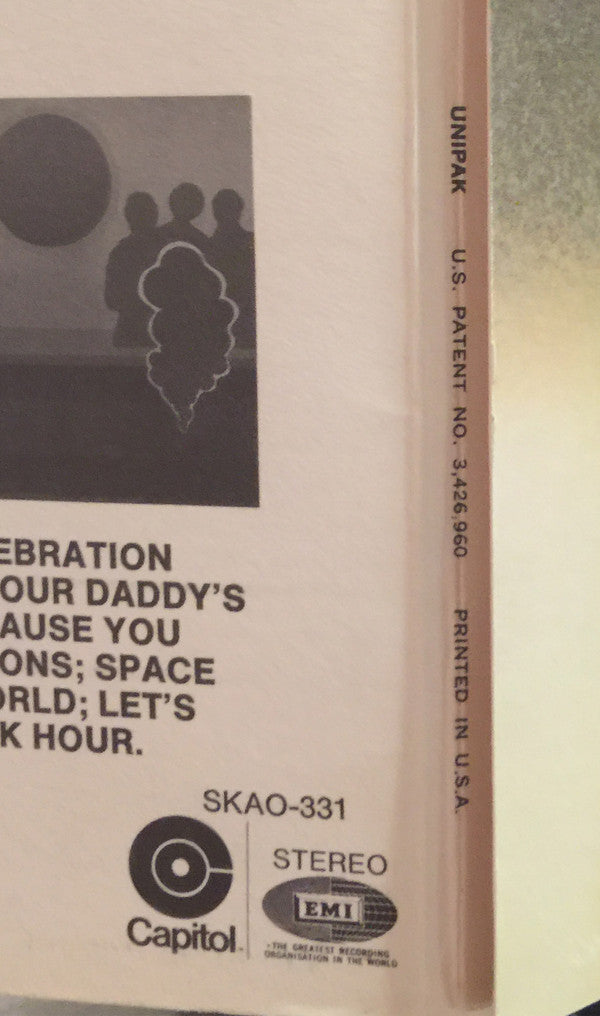 EBRATION
OUR DADDY'S
AUSE YOU
ONS; SPACE
ORLD; LET'S
K HOUR.
SKAO-331
STEREO
Capitol
EMI
• THE GREATEST RECORDING
ORGANISATION IN THE WORLD
UNIPAK U.S. PATENT NO. 3,426,960 PRINTED IN U.S.A.